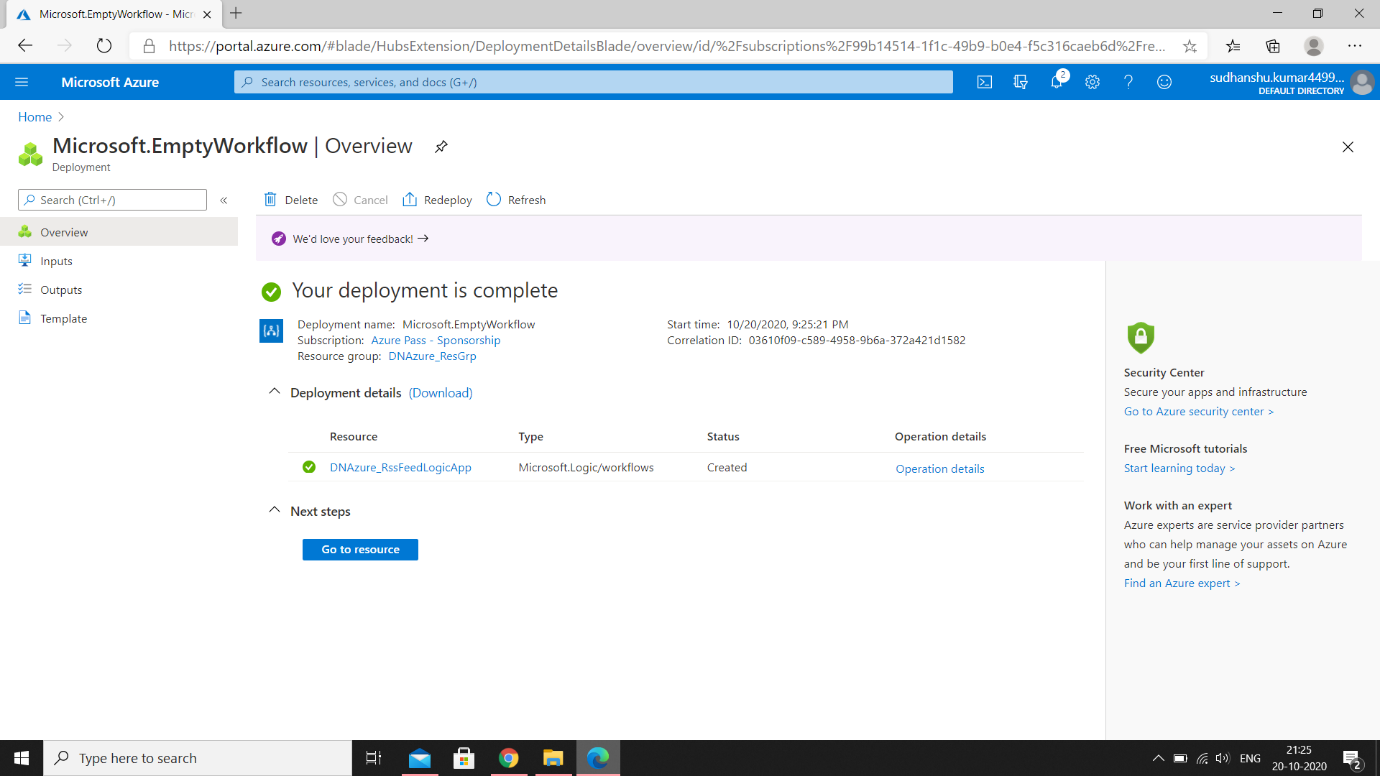 Microsoft.EmptyWorkflow - Micr
https://portal.azure.com/#blade/HubsExtension/DeploymentDetailsBlade/overview/id/%2Fsubscriptions%2F99b14514-1f1c-49b9-b0e4-f5c316caeb6d%2Fre...
Microsoft Azure
Search resources, services, and docs (G+/)
2
sudhanshu.kumar4499...
DEFAULT DIRECTORY
Home
Microsoft.EmptyWorkflow | Overview
Deployment
Search (Ctrl+/)
Delete
Cancel
Redeploy
Refresh
Overview
Inputs
Outputs
Template
We'd love your feedback! →
Your deployment is complete
Deployment name: Microsoft.EmptyWorkflow
Subscription: Azure Pass - Sponsorship
Resource group: DNAzure_ResGrp
Start time: 10/20/2020, 9:25:21 PM
Correlation ID: 03610f09-c589-4958-9b6a-372a421d1582
Deployment details (Download)
Resource Type Status Operation details
DNAzure_RssFeedLogicApp Microsoft.Logic/workflows Created Operation details
Next steps
Go to resource
Security Center
Secure your apps and infrastructure
Go to Azure security center >
Free Microsoft tutorials
Start learning today >
Work with an expert
Azure experts are service provider partners
who can help manage your assets on Azure
and be your first line of support.
Find an Azure expert >
Type here to search
ENG
21:25
20-10-2020
2